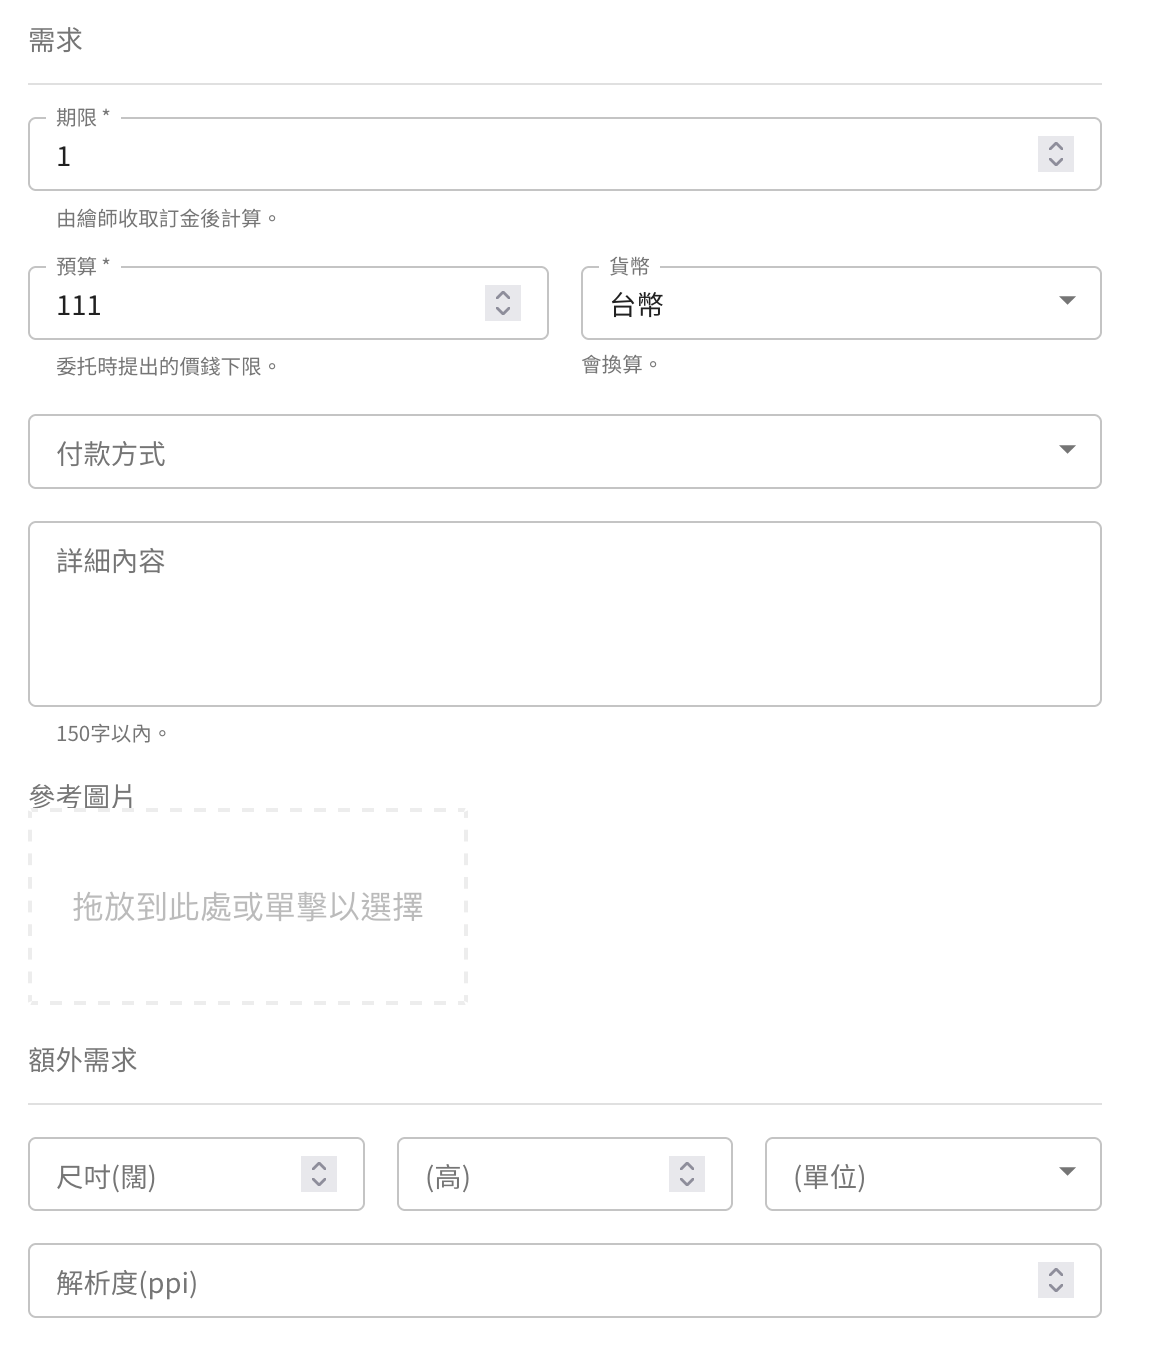 需求
期限 *
1
由繪師收取訂金後計算。
預算 *
貨幣
111
台幣
委托時提出的價錢下限。
會換算。
付款方式
詳細內容
150字以內。
參考圖片
拖放到此處或單擊以選擇
額外需求
尺吋(闊)
(高)
(單位)
解析度(ppi)